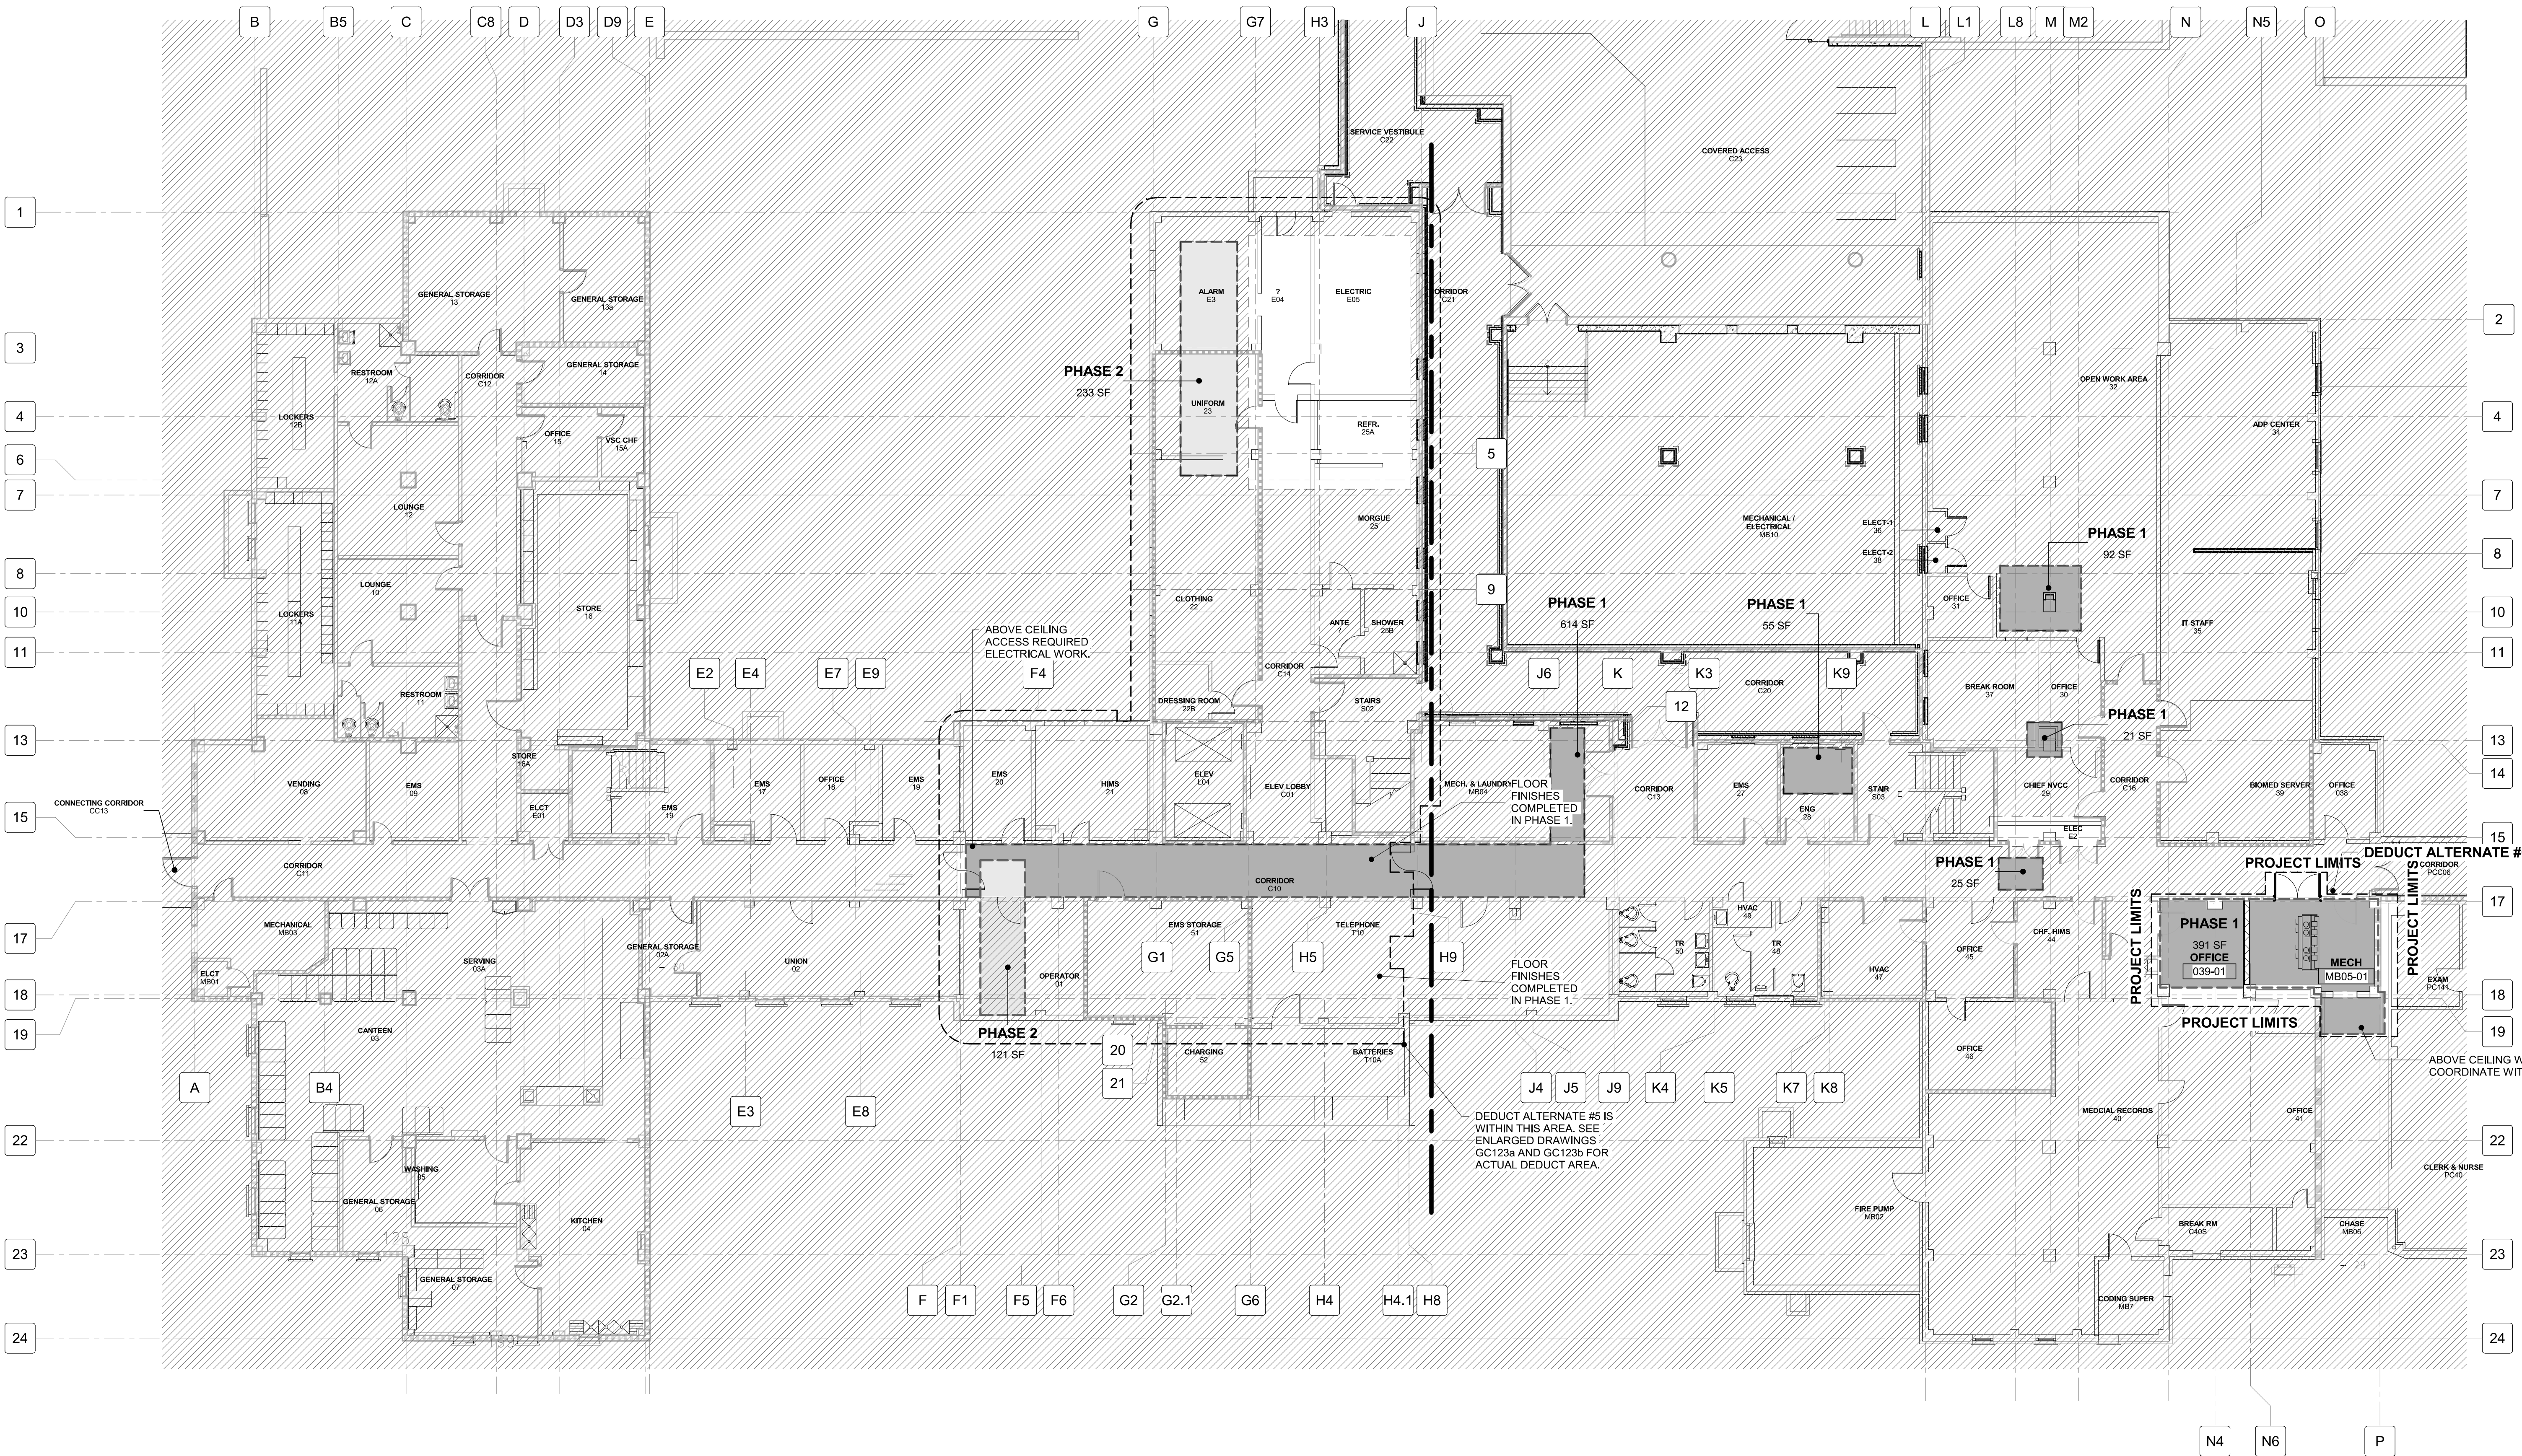 B
B5
C
C8
D
D3
D9
E
G
G7
H3
J
L
L1
L8
M
M2
N
N5
O
SERVICE VESTIBULE
C22
COVERED ACCESS
C23
1
GENERAL STORAGE
13
GENERAL STORAGE
13a
ALARM
E3
?
E04
ELECTRIC
E05
ORRIDOR
C21
2
3
RESTROOM
12A
CORRIDOR
C12
GENERAL STORAGE
14
PHASE 2
233 SF
UNIFORM
23
OPEN WORK AREA
32
4
LOCKERS
12B
OFFICE
15
VSC CHF
15A
REFR.
25A
ADP CENTER
34
4
6
5
7
LOUNGE
12
MORGUE
25
MECHANICAL /
ELECTRICAL
MB10
ELECT-1
36
ELECT-2
38
PHASE 1
92 SF
7
8
LOUNGE
10
LOCKERS
11A
STORE
16
CLOTHING
22
9
OFFICE
31
8
10
ANTE
?
SHOWER
25B
PHASE 1
614 SF
PHASE 1
55 SF
IT STAFF
35
10
11
ABOVE CEILING
ACCESS REQUIRED
ELECTRICAL WORK.
E2
E4
E7
E9
F4
CORRIDOR
C14
J6
K
K3
K9
CORRIDOR
C20
BREAK ROOM
37
OFFICE
30
11
RESTROOM
11
DRESSING ROOM
22B
STAIRS
S02
12
PHASE 1
21 SF
13
STORE
16A
13
VENDING
08
EMS
09
EMS
17
OFFICE
18
EMS
19
EMS
20
HIMS
21
ELEV
L04
ELEV LOBBY
C01
MECH. & LAUNDRY
MB04
FLOOR
FINISHES
COMPLETED
IN PHASE 1.
CORRIDOR
C13
EMS
27
ENG
28
STAIR
S03
CHIEF NVCC
29
CORRIDOR
C16
BIOMED SERVER
39
OFFICE
038
14
CONNECTING CORRIDOR
CC13
ELCT
E01
EMS
19
15
ELEC
E2
15
CORRIDOR
C11
CORRIDOR
C10
PHASE 1
25 SF
PROJECT LIMITS
DEDUCT ALTERNATE #
CORRIDOR
PCC06
17
MECHANICAL
MB03
SERVING
03A
GENERAL STORAGE
02A
UNION
02
OPERATOR
01
EMS STORAGE
51
TELEPHONE
T10
HVAC
49
TR
50
TR
48
HVAC
47
OFFICE
45
CHF. HIMS
44
PROJECT LIMITS
PHASE 1
391 SF
OFFICE
039-01
MECH
MB05-01
PROJECT LIMITS
EXAM
PC141
17
G1
G5
H5
H9
FLOOR
FINISHES
COMPLETED
IN PHASE 1.
ELCT
MB01
18
18
19
CANTEEN
03
PHASE 2
121 SF
20
21
CHARGING
52
BATTERIES
T10A
OFFICE
46
PROJECT LIMITS
19
ABOVE CEILING W
COORDINATE WIT
A
B4
E3
E8
J4
J5
J9
K4
K5
K7
K8
DEDUCT ALTERNATE #5 IS
WITHIN THIS AREA. SEE
ENLARGED DRAWINGS
GC123a AND GC123b FOR
ACTUAL DEDUCT AREA.
MEDCIAL RECORDS
40
OFFICE
41
22
22
WASHING
05
GENERAL STORAGE
06
KITCHEN
04
FIRE PUMP
MB02
BREAK RM
C40S
CHASE
MB06
CLERK & NURSE
PC40
23
23
GENERAL STORAGE
07
CODING SUPER
MB7
F
F1
F5
F6
G2
G2.1
G6
H4
H4.1
H8
24
24
N4
N6
P